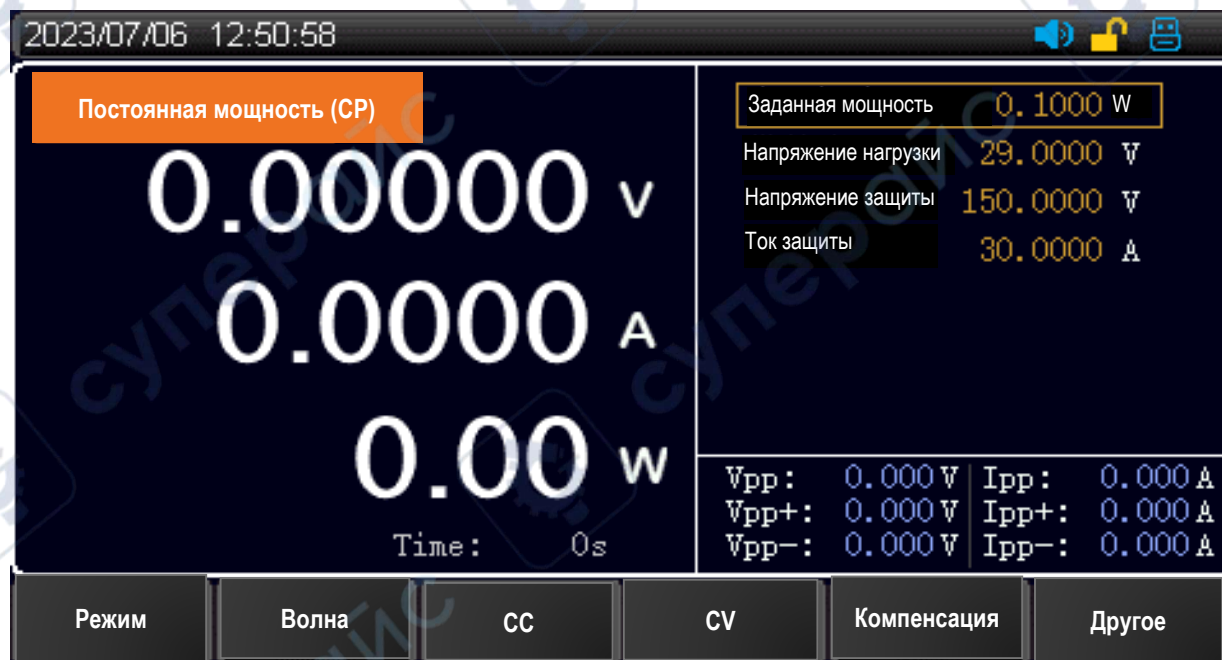 2023/07/06 12:50:58
Постоянная мощность (CP)
0.00000 V
0.0000 A
0.00 W
Time: 0s
Заданная мощность 0.1000 W
Напряжение нагрузки 29.0000 V
Напряжение защиты 150.0000 V
Ток защиты 30.0000 A
Vpp: 0.000 V Ipp: 0.000 A
Vpp+: 0.000 V Ipp+: 0.000 A
Vpp-: 0.000 V Ipp-: 0.000 A
Режим Волна CC CV Компенсация Другое
суперайс
суперайс